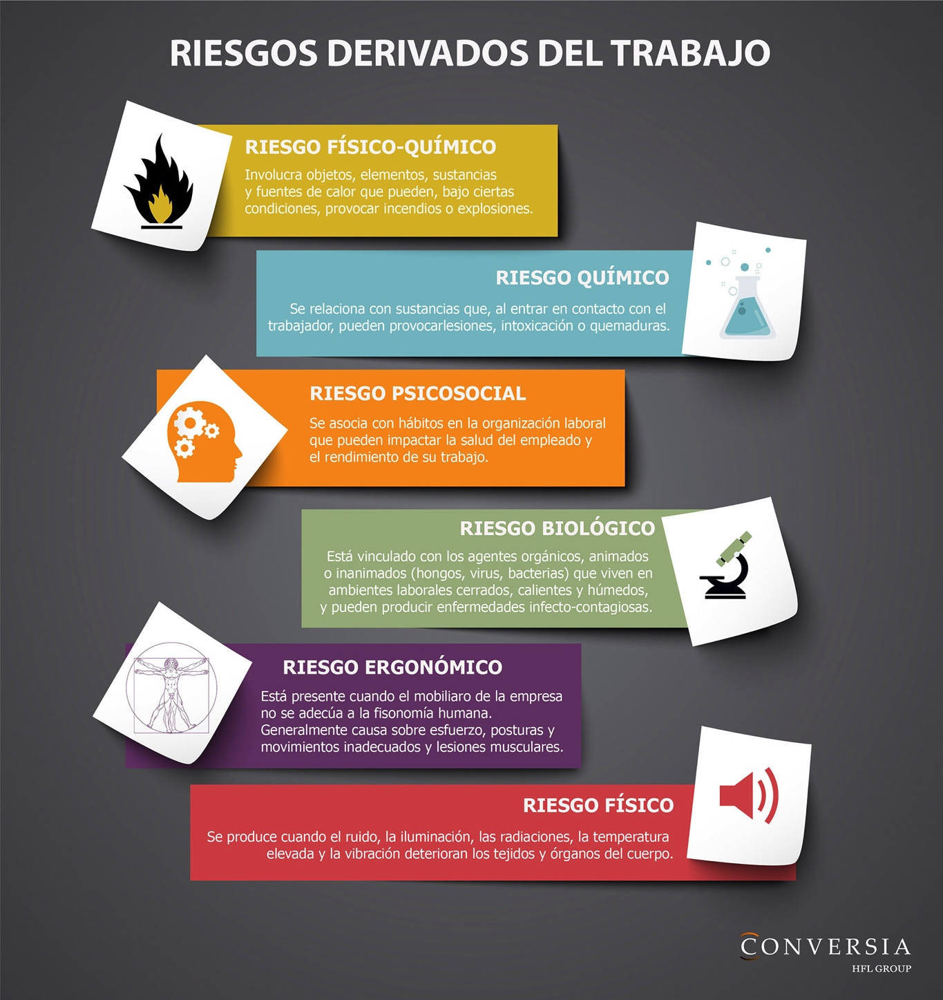 RIESGOS DERIVADOS DEL TRABAJO
RIESGO FÍSICO-QUÍMICO
Involucra objetos, elementos, sustancias
y fuentes de calor que pueden, bajo ciertas
condiciones, provocar incendios o explosiones.
RIESGO QUÍMICO
Se relaciona con sustancias que, al entrar en contacto con el
trabajador, pueden provocarlesiones, intoxicación o quemaduras.
RIESGO PSICOSOCIAL
Se asocia con hábitos en la organización laboral
que pueden impactar la salud del empleado y
el rendimiento de su trabajo.
RIESGO BIOLÓGICO
Está vinculado con los agentes orgánicos, animados
o inanimados (hongos, virus, bacterias) que viven en
ambientes laborales cerrados, calientes y húmedos,
y pueden producir enfermedades infecto-contagiosas.
RIESGO ERGONÓMICO
Está presente cuando el mobiliaro de la empresa
no se adecúa a la fisonomía humana.
Generalmente causa sobre esfuerzo, posturas y
movimientos inadecuados y lesiones musculares.
RIESGO FÍSICO
Se produce cuando el ruido, la iluminación, las radiaciones, la temperatura
elevada y la vibración deterioran los tejidos y órganos del cuerpo.
CONVERSIA
HFL GROUP